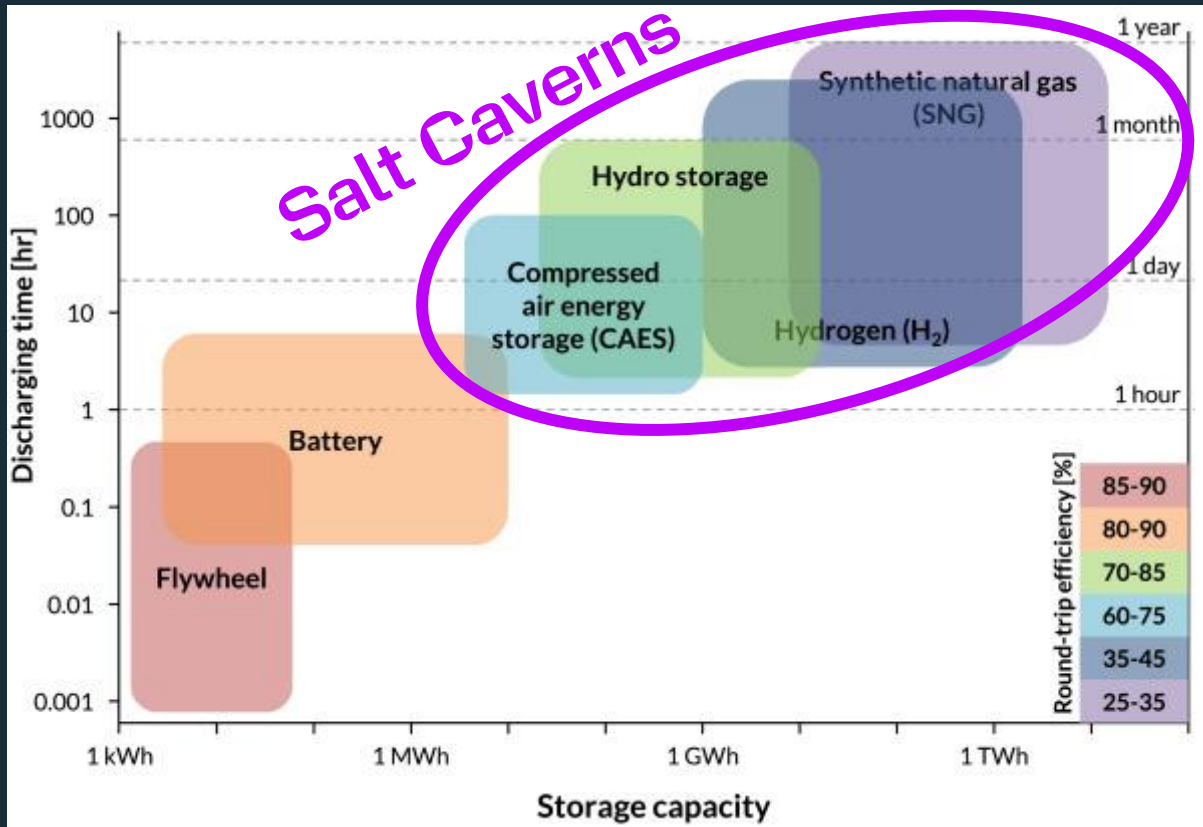 Salt Caverns
1 year
Synthetic natural gas
(SNG)
1000
1 month
Hydro storage
100
1 day
Compressed
air energy
storage (CAES)
10
Hydrogen (H₂)
1
1 hour
Battery
0.1
Flywheel
0.01
0.001
Discharging time [hr]
Round-trip efficiency [%]
85-90
80-90
70-85
60-75
35-45
25-35
1 kWh
1 MWh
1 GWh
1 TWh
Storage capacity